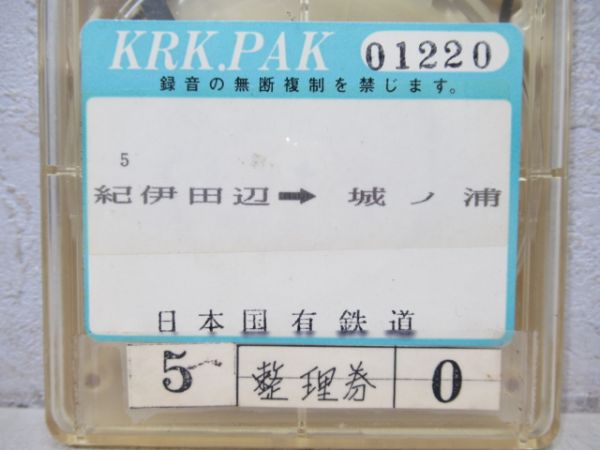 KRK.PAK 01220
録音の無断複制を禁じます。
5
紀伊田辺➡ 城ノ浦
日本国有鉄道
5 整理券 0